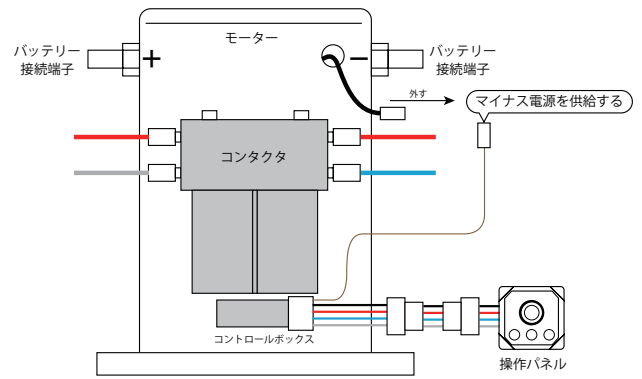 モーター
バッテリー
接続端子
+
−
バッテリー
接続端子
外す
マイナス電源を供給する
コンタクタ
コントロールボックス
操作パネル